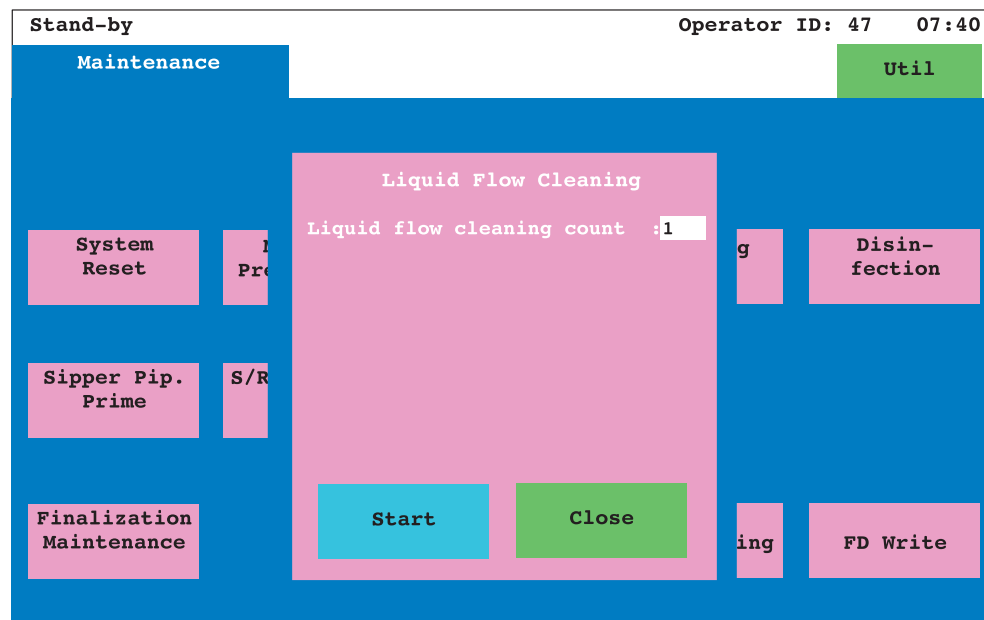 Stand-by Operator ID: 47 07:40
Maintenance
Util
Liquid Flow Cleaning
Liquid flow cleaning count :1
System
Reset
Disin-
fection
Sipper Pip.
Prime
S/R
Start
Close
Finalization
Maintenance
ing
FD Write